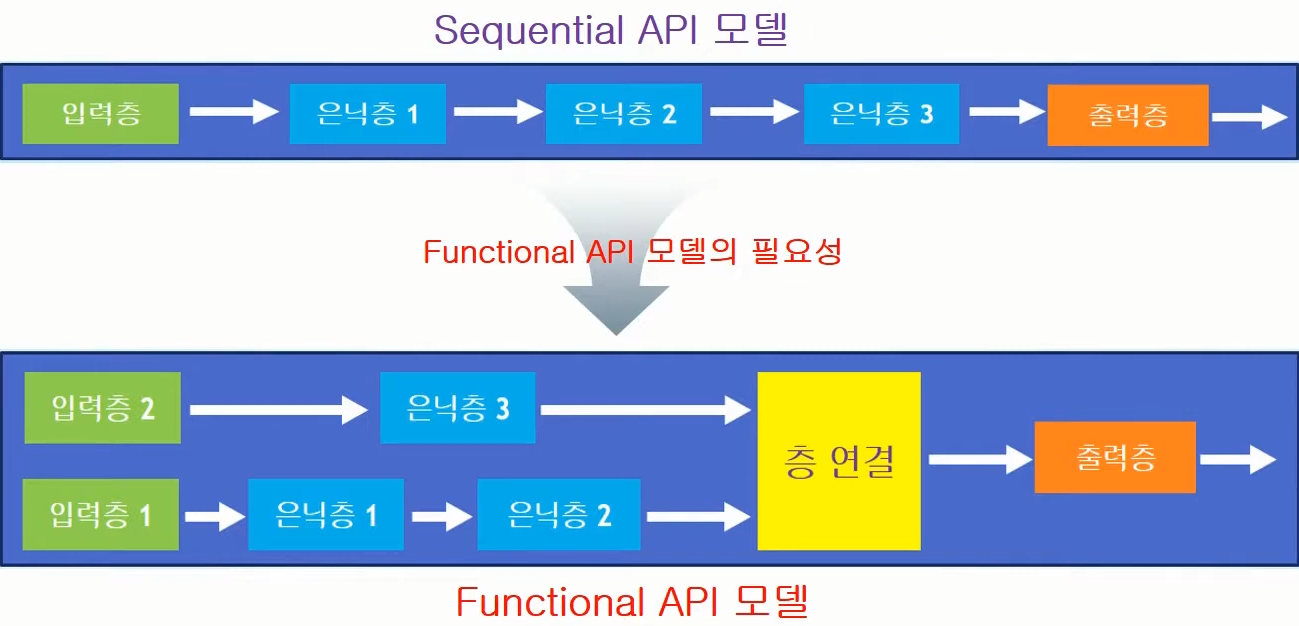 Sequential API 모델
입력층 은닉층 1 은닉층 2 은닉층 3 출력층
Functional API 모델의 필요성
입력층 2 은닉층 3
층 연결
출력층
입력층 1 은닉층 1 은닉층 2
Functional API 모델